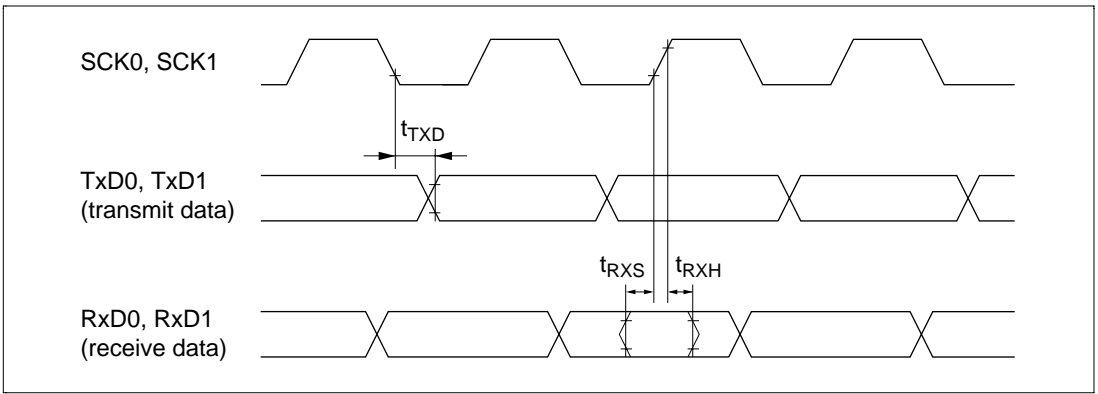 SCK0, SCK1
tTXD
TxD0, TxD1
(transmit data)
tRXS tRXH
RxD0, RxD1
(receive data)